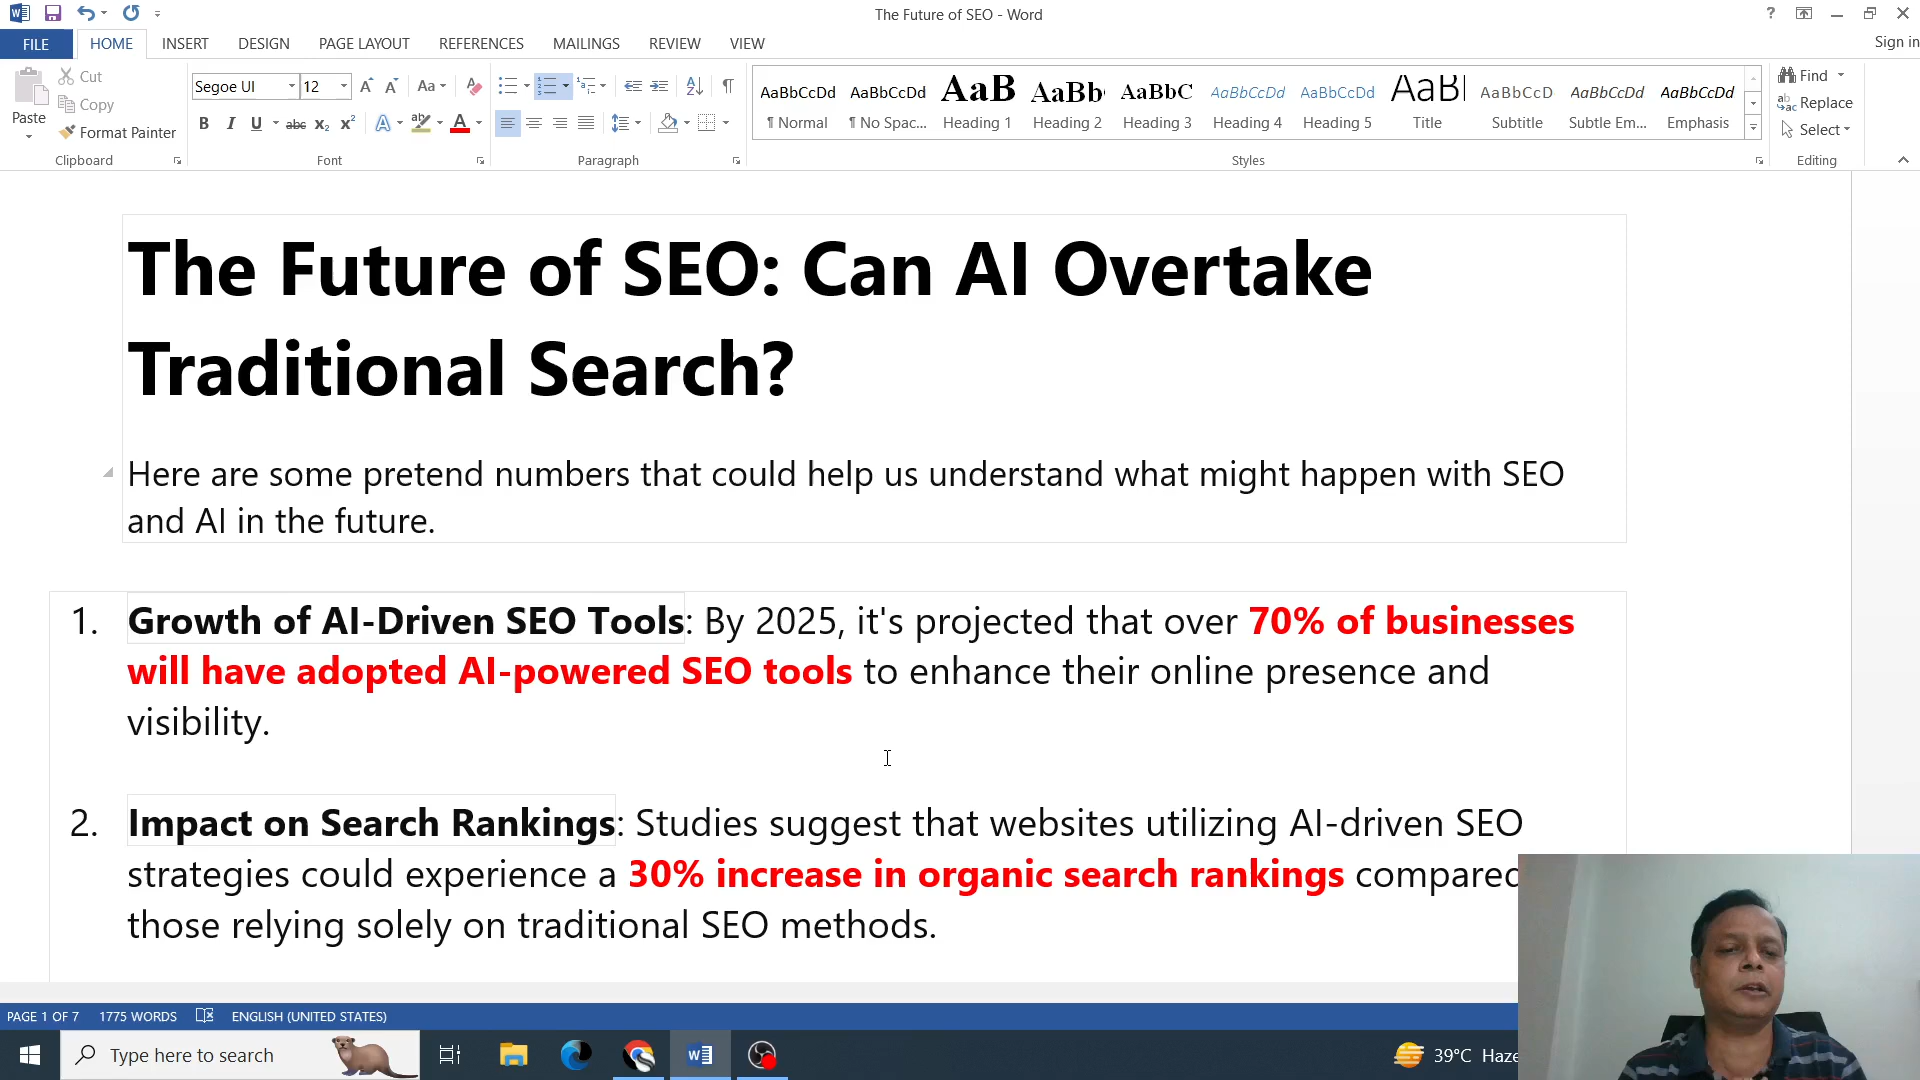 The Future of SEO - Word
?
Sign in
FILE HOME INSERT DESIGN PAGE LAYOUT REFERENCES MAILINGS REVIEW VIEW
Paste
Cut
Copy
Format Painter
Clipboard
Segoe UI 12
Aa
B I U abc x₂ x² A ab A
Font
Paragraph
AaBbCcDd AaBbCcDd AaB AaBb AaBbC AaBbCcDd AaBbCcDd AaBl AaBbCcD AaBbCcDd AaBbCcDd
¶ Normal ¶ No Spac... Heading 1 Heading 2 Heading 3 Heading 4 Heading 5 Title Subtitle Subtle Em... Emphasis
Styles
Find
Replace
Select
Editing
The Future of SEO: Can AI Overtake
Traditional Search?
Here are some pretend numbers that could help us understand what might happen with SEO
and AI in the future.
1. Growth of AI-Driven SEO Tools: By 2025, it's projected that over 70% of businesses
will have adopted AI-powered SEO tools to enhance their online presence and
visibility.
2. Impact on Search Rankings: Studies suggest that websites utilizing AI-driven SEO
strategies could experience a 30% increase in organic search rankings compared
those relying solely on traditional SEO methods.
PAGE 1 OF 7 1775 WORDS ENGLISH (UNITED STATES)
Type here to search
39°C Haze